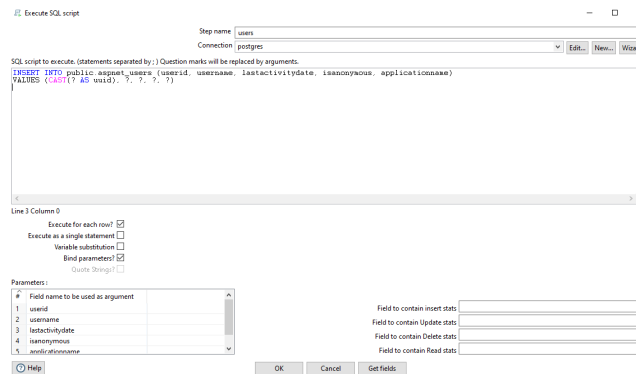 Execute SQL script
Step name users
Connection postgres Edit... New... Wiza
SQL script to execute. (statements separated by ; ) Question marks will be replaced by arguments.
INSERT INTO public.aspnet_users (userid, username, lastactivitydate, isanonymous, applicationname)
VALUES (CAST(? AS uuid), ?, ?, ?, ?)
Line 3 Column 0
Execute for each row?
Execute as a single statement
Variable substitution
Bind parameters?
Quote Strings?
Parameters :
# Field name to be used as argument
1 userid
2 username
3 lastactivitydate
4 isanonymous
5 applicationname
Field to contain insert stats
Field to contain Update stats
Field to contain Delete stats
Field to contain Read stats
Help OK Cancel Get fields